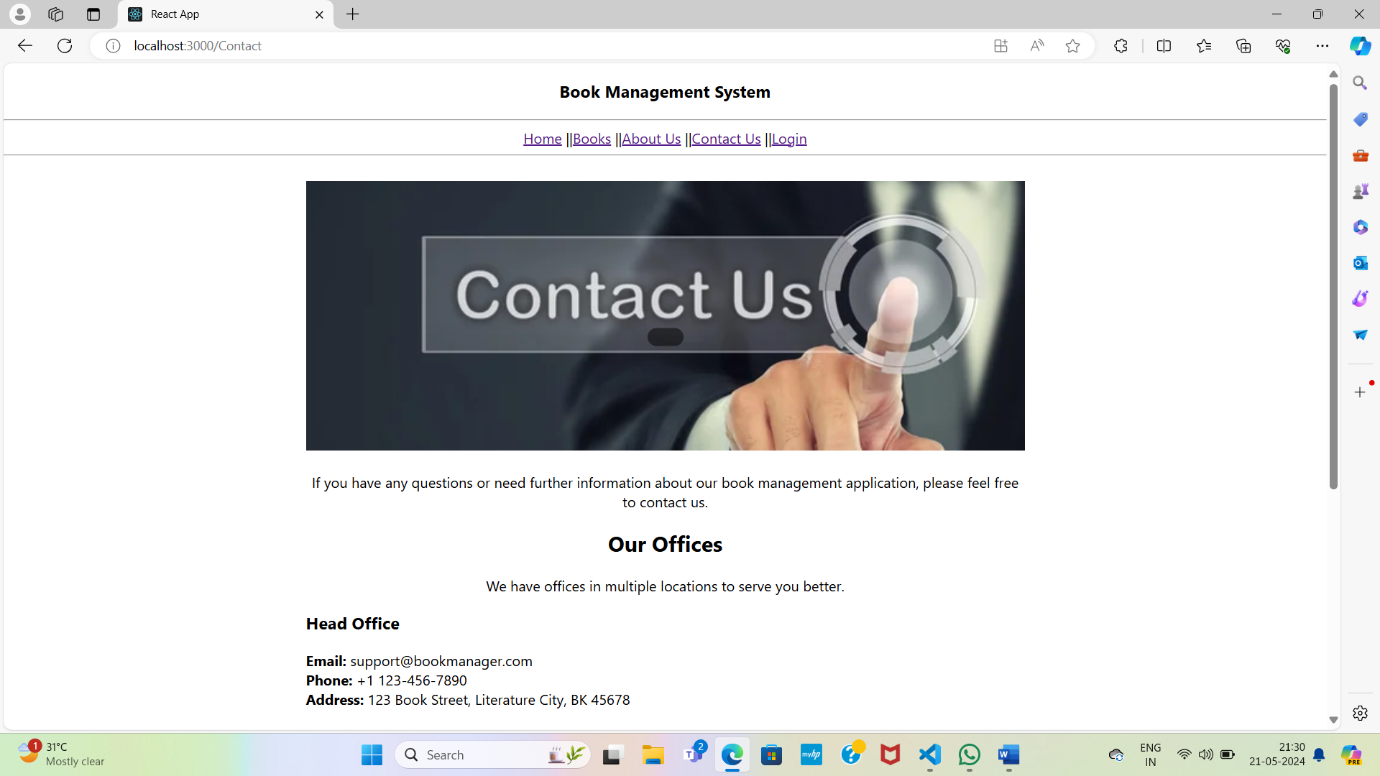 React App
localhost:3000/Contact
Book Management System
Home ||Books ||About Us ||Contact Us ||Login
Contact Us
If you have any questions or need further information about our book management application, please feel free
to contact us.
Our Offices
We have offices in multiple locations to serve you better.
Head Office
Email: support@bookmanager.com
Phone: +1 123-456-7890
Address: 123 Book Street, Literature City, BK 45678
1
31°C
Mostly clear
Search
2
myhp
ENG
IN
21:30
21-05-2024
PRE